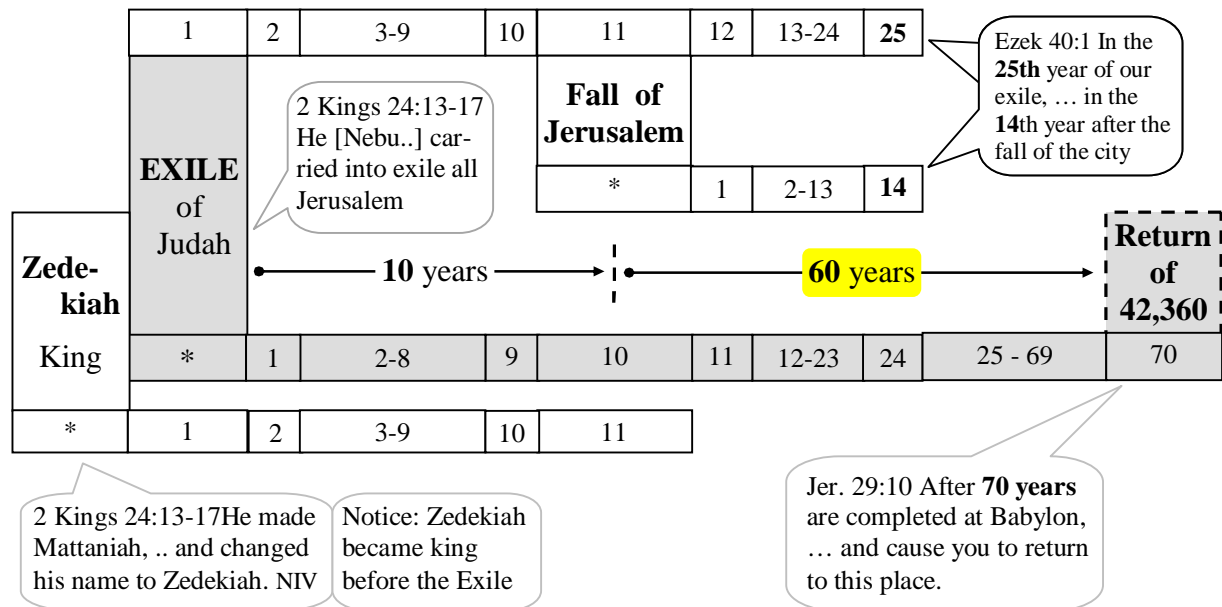 1 2 3-9 10 11 12 13-24 25
Ezek 40:1 In the
25th year of our
exile, … in the
14th year after the
fall of the city
2 Kings 24:13-17
He [Nebu..] car-
ried into exile all
Jerusalem
Fall of
Jerusalem
* 1 2-13 14
EXILE
of
Judah
Zede-
kiah
King
10 years
60 years
Return
of
42,360
* 1 2-8 9 10 11 12-23 24 25 - 69 70
* 1 2 3-9 10 11
2 Kings 24:13-17He made
Mattaniah, .. and changed
his name to Zedekiah. NIV
Notice: Zedekiah
became king
before the Exile
Jer. 29:10 After 70 years
are completed at Babylon,
… and cause you to return
to this place.